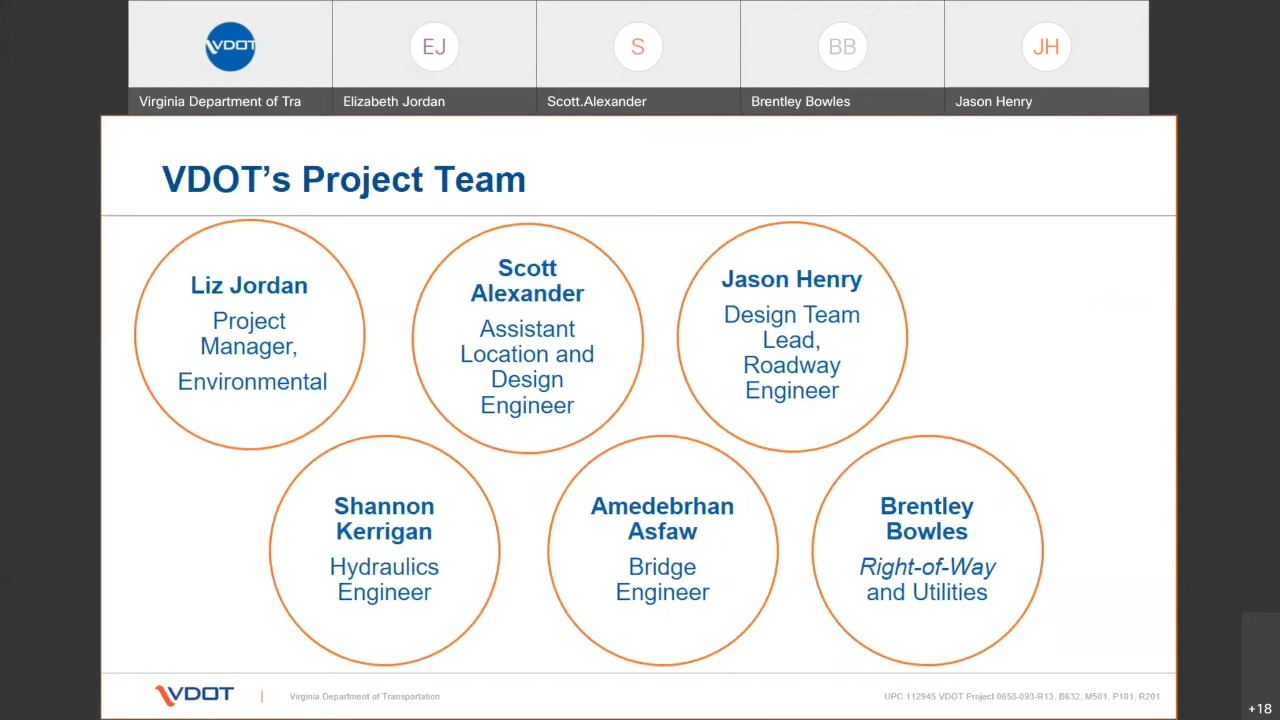 VDOT
EJ
S
BB
JH
Virginia Department of Tra
Elizabeth Jordan
Scott.Alexander
Brentley Bowles
Jason Henry
VDOT’s Project Team
Liz Jordan
Project
Manager,
Environmental
Scott
Alexander
Assistant
Location and
Design
Engineer
Jason Henry
Design Team
Lead,
Roadway
Engineer
Shannon
Kerrigan
Hydraulics
Engineer
Amedebrhan
Asfaw
Bridge
Engineer
Brentley
Bowles
Right-of-Way
and Utilities
VDOT
Virginia Department of Transportation
UPC 112945 VDOT Project 0658-093-R13, B632, M501, P101, R201
+18